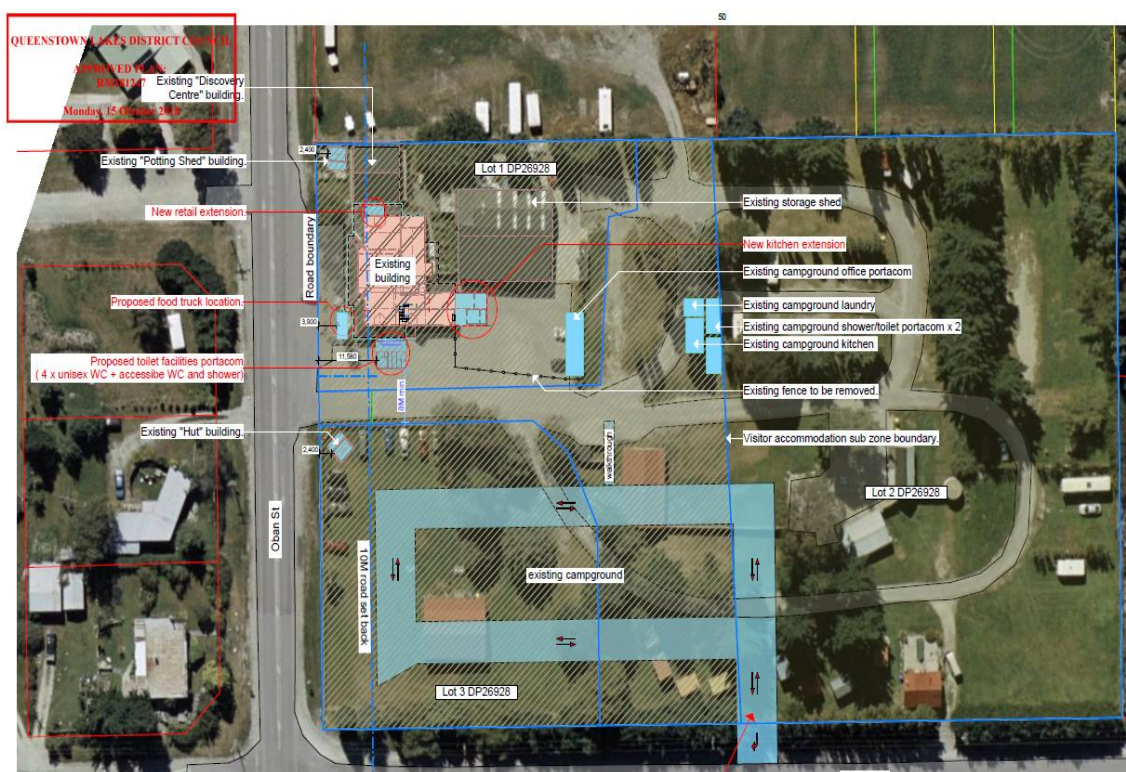 50
QUEENSTOWN LAKES DISTRICT COUNCIL
APPROVED PLAN:
Monday, 15 October
Existing "Discovery
Centre" building.
2,400
Existing "Potting Shed" building.
Lot 1 DP26928
Existing storage shed
New retail extension.
New kitchen extension
Road boundary
Existing
building
Existing campground office portacom
Proposed food truck location.
Existing campground laundry
3,900
Existing campground shower/toilet portacom x 2
Existing campground kitchen
11,580
Proposed toilet facilities portacom
( 4 x unisex WC + accessibe WC and shower)
8M min
Existing fence to be removed.
Existing "Hut" building.
2,400
walkthrough
Visitor accommodation sub zone boundary.
Lot 2 DP26928
Oban St
10M road set back
existing campground
Lot 3 DP26928